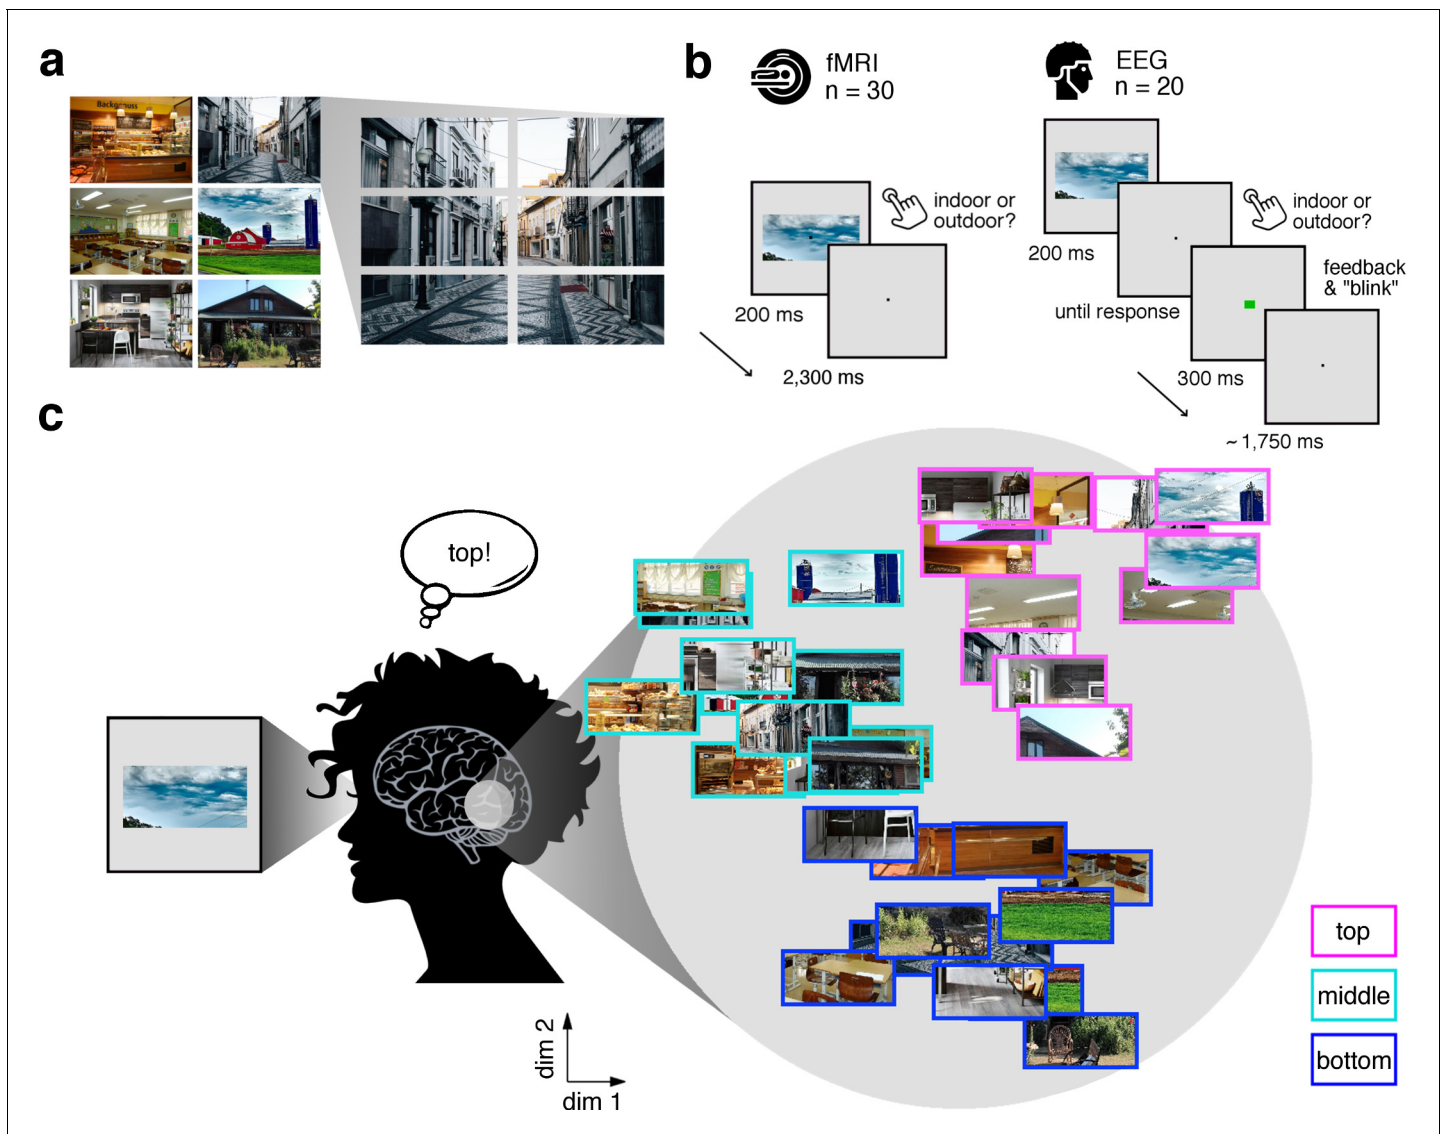 a
Backgenuss
b
fMRI
n = 30
EEG
n = 20
indoor or
outdoor?
200 ms
2,300 ms
indoor or
outdoor?
200 ms
until response
feedback
& "blink"
300 ms
~ 1,750 ms
c
top!
dim 2
dim 1
top
middle
bottom